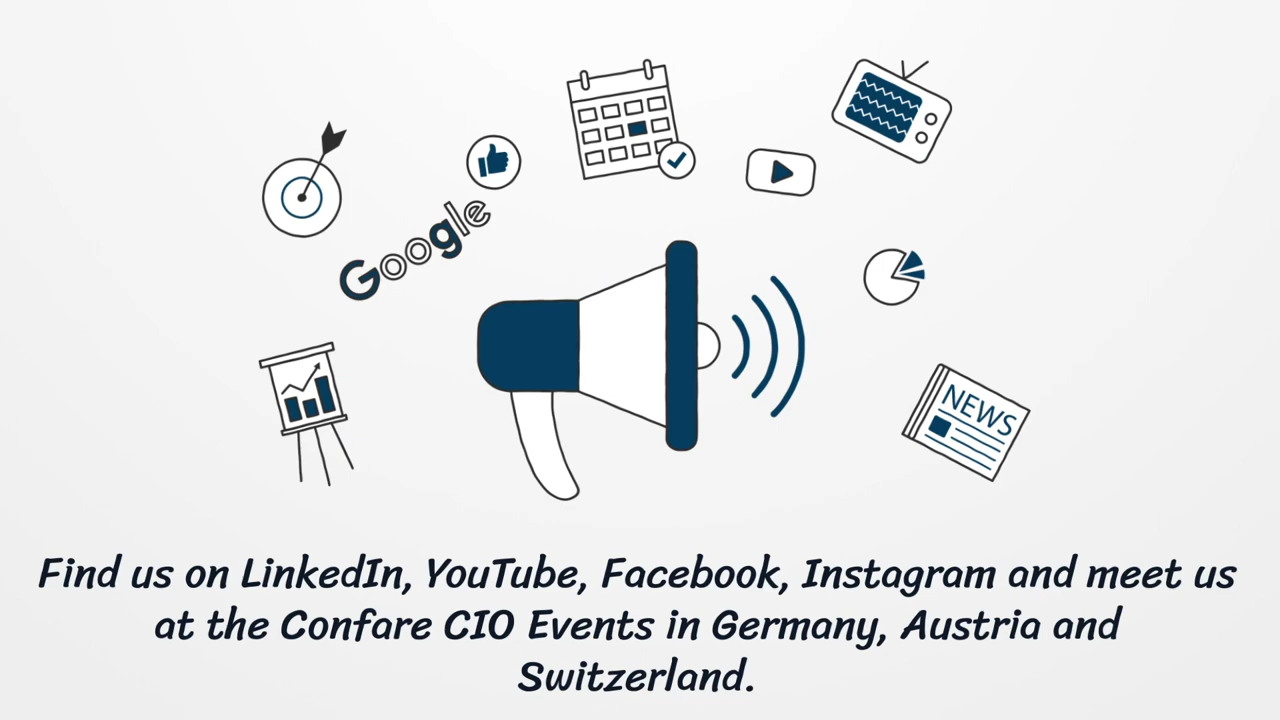 Google
NEWS
Find us on LinkedIn, YouTube, Facebook, Instagram and meet us
at the Confare CIO Events in Germany, Austria and
Switzerland.